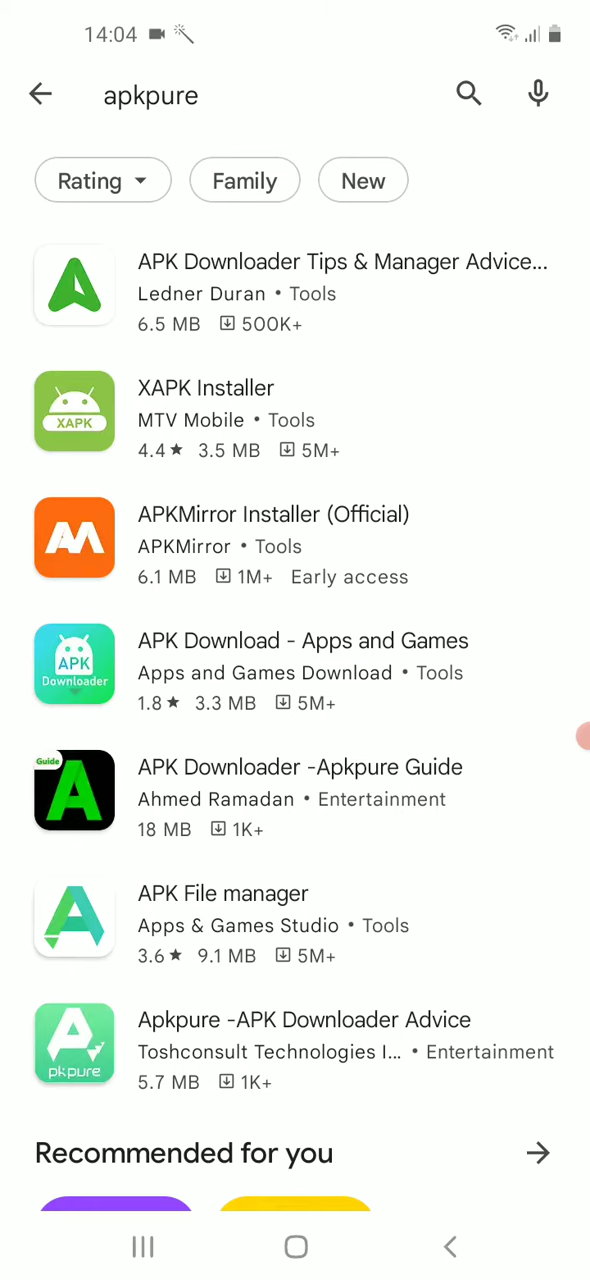 14:04
apkpure
Rating
Family
New
APK Downloader Tips & Manager Advice...
Ledner Duran • Tools
6.5 MB 500K+
XAPK
XAPK Installer
MTV Mobile • Tools
4.4★ 3.5 MB 5M+
APKMirror Installer (Official)
APKMirror • Tools
6.1 MB 1M+ Early access
APK
Downloader
APK Download - Apps and Games
Apps and Games Download • Tools
1.8★ 3.3 MB 5M+
Guide
APK Downloader -Apkpure Guide
Ahmed Ramadan • Entertainment
18 MB 1K+
APK File manager
Apps & Games Studio • Tools
3.6★ 9.1 MB 5M+
pkpure
Apkpure -APK Downloader Advice
Toshconsult Technologies I... • Entertainment
5.7 MB 1K+
Recommended for you